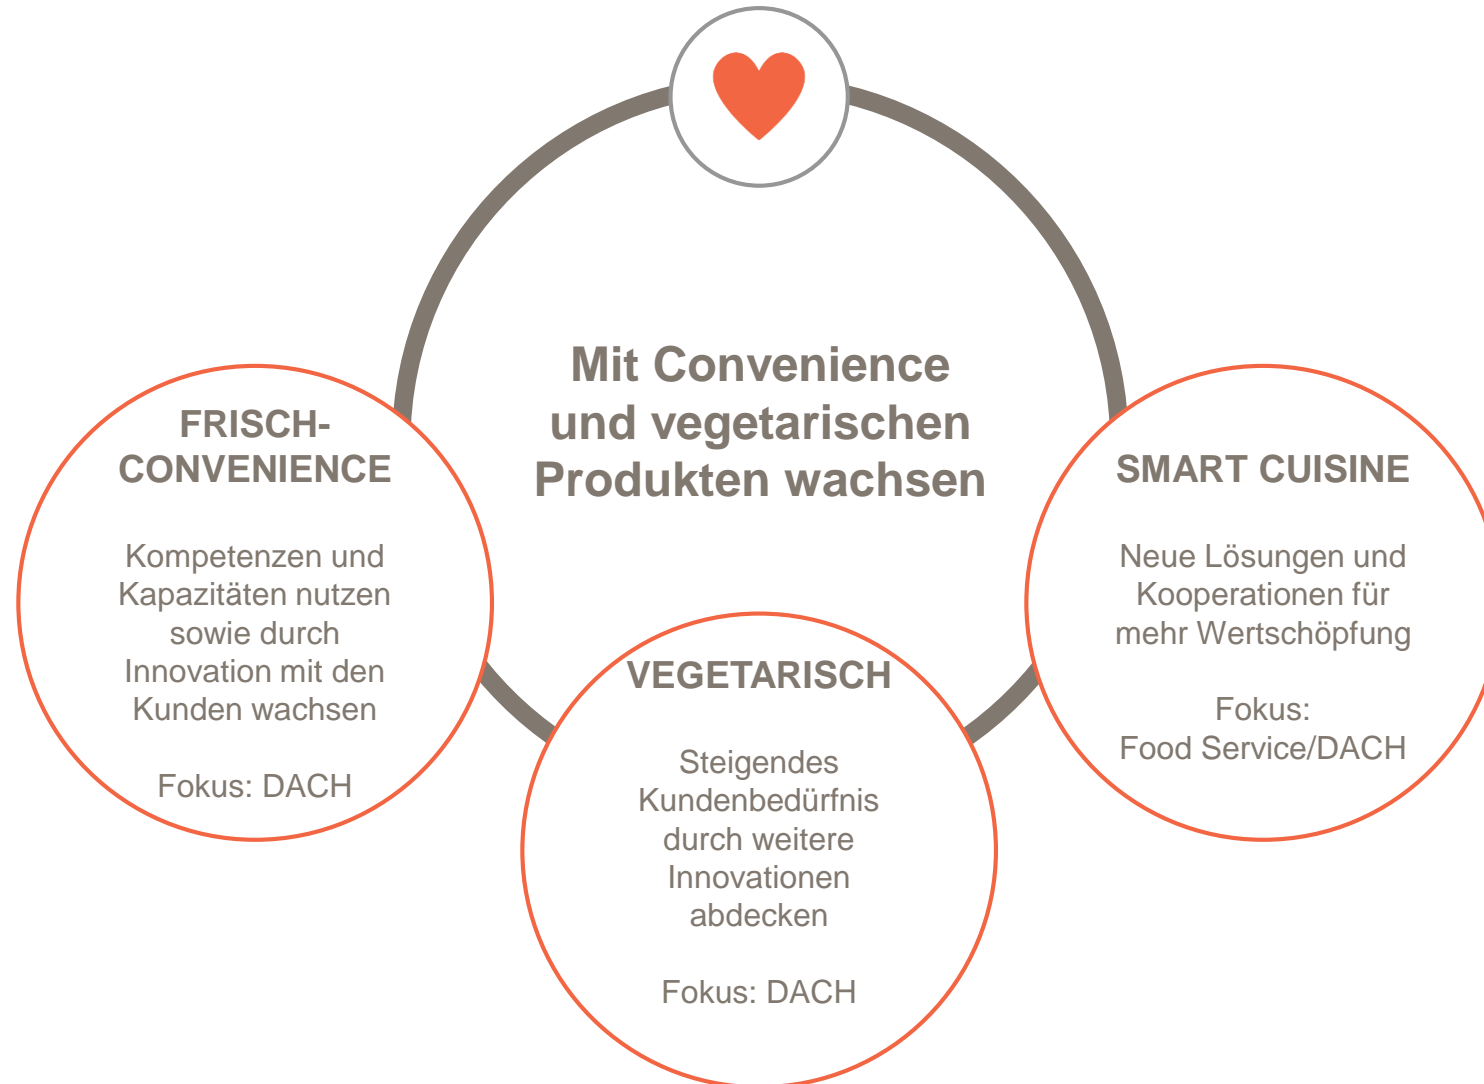 Mit Convenience
und vegetarischen
Produkten wachsen
FRISCH-
CONVENIENCE
Kompetenzen und
Kapazitäten nutzen
sowie durch
Innovation mit den
Kunden wachsen
Fokus: DACH
VEGETARISCH
Steigendes
Kundenbedürfnis
durch weitere
Innovationen
abdecken
Fokus: DACH
SMART CUISINE
Neue Lösungen und
Kooperationen für
mehr Wertschöpfung
Fokus:
Food Service/DACH